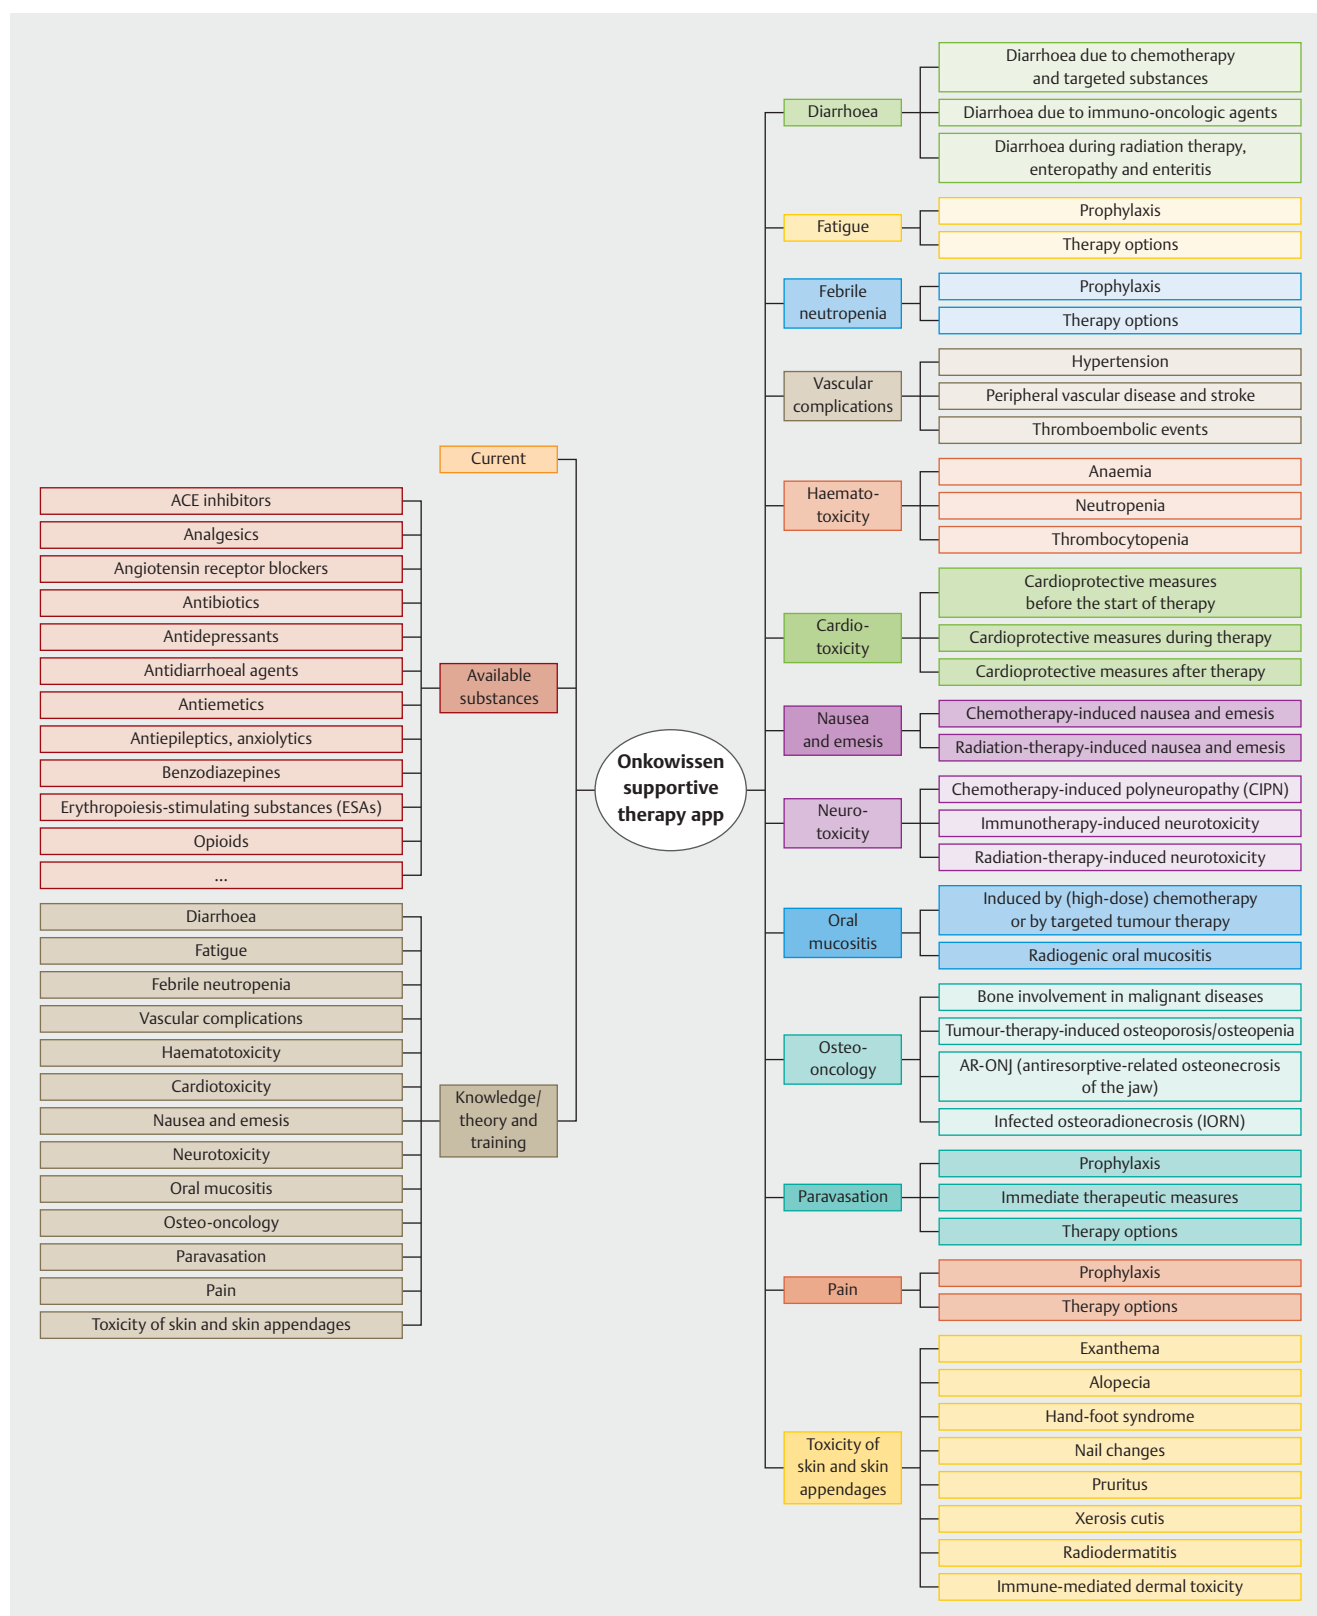 Current
ACE inhibitors
Analgesics
Angiotensin receptor blockers
Antibiotics
Antidepressants
Antidiarrhoeal agents
Antiemetics
Antiepileptics, anxiolytics
Benzodiazepines
Erythropoiesis-stimulating substances (ESAs)
Opioids
...
Available
substances
Diarrhoea
Fatigue
Febrile neutropenia
Vascular complications
Haematotoxicity
Cardiotoxicity
Nausea and emesis
Neurotoxicity
Oral mucositis
Osteo-oncology
Paravasation
Pain
Toxicity of skin and skin appendages
Knowledge/
theory and
training
Onkowissen
supportive
therapy app
Diarrhoea
Diarrhoea due to chemotherapy
and targeted substances
Diarrhoea due to immuno-oncologic agents
Diarrhoea during radiation therapy,
enteropathy and enteritis
Fatigue
Prophylaxis
Therapy options
Febrile
neutropenia
Prophylaxis
Therapy options
Vascular
complications
Hypertension
Peripheral vascular disease and stroke
Thromboembolic events
Haemato-
toxicity
Anaemia
Neutropenia
Thrombocytopenia
Cardio-
toxicity
Cardioprotective measures
before the start of therapy
Cardioprotective measures during therapy
Cardioprotective measures after therapy
Nausea
and emesis
Chemotherapy-induced nausea and emesis
Radiation-therapy-induced nausea and emesis
Neuro-
toxicity
Chemotherapy-induced polyneuropathy (CIPN)
Immunotherapy-induced neurotoxicity
Radiation-therapy-induced neurotoxicity
Oral
mucositis
Induced by (high-dose) chemotherapy
or by targeted tumour therapy
Radiogenic oral mucositis
Osteo-
oncology
Bone involvement in malignant diseases
Tumour-therapy-induced osteoporosis/osteopenia
AR-ONJ (antiresorptive-related osteonecrosis
of the jaw)
Infected osteoradionecrosis (IORN)
Paravasation
Prophylaxis
Immediate therapeutic measures
Therapy options
Pain
Prophylaxis
Therapy options
Toxicity of
skin and skin
appendages
Exanthema
Alopecia
Hand-foot syndrome
Nail changes
Pruritus
Xerosis cutis
Radiodermatitis
Immune-mediated dermal toxicity